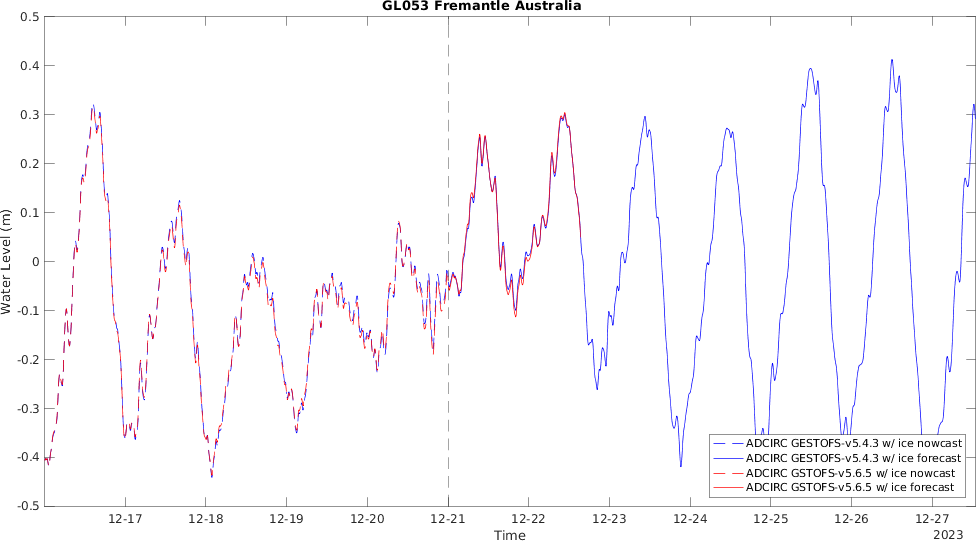 GL053 Fremantle Australia
0.5
0.4
0.3
0.2
0.1
0
-0.1
-0.2
-0.3
-0.4
-0.5
Water Level (m)
ADCIRC GESTOFS-v5.4.3 w/ ice nowcast
ADCIRC GESTOFS-v5.4.3 w/ ice forecast
ADCIRC GSTOFS-v5.6.5 w/ ice nowcast
ADCIRC GSTOFS-v5.6.5 w/ ice forecast
12-17 12-18 12-19 12-20 12-21 12-22 12-23 12-24 12-25 12-26 12-27
Time
2023